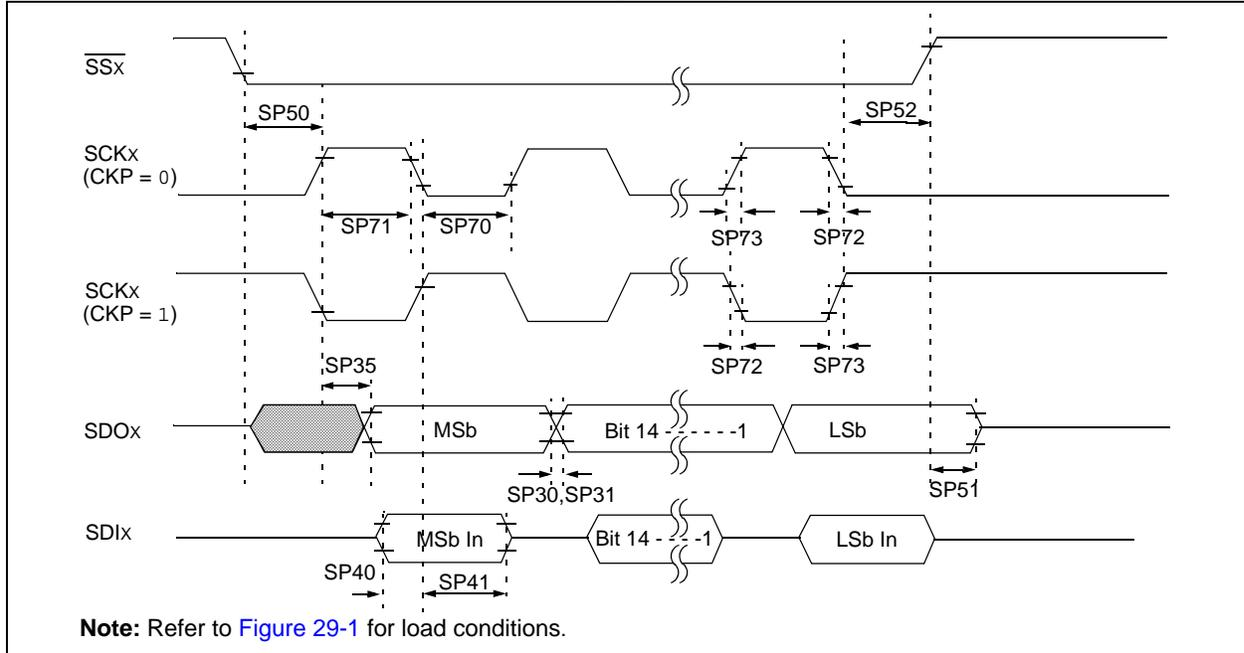 SSX
SP50
SP52
SCKX
(CKP = 0)
SP71
SP70
SP73
SP72
SCKX
(CKP = 1)
SP35
SP72
SP73
SDOX
MSb
Bit 14 - - - - - -1
LSb
SP30,SP31
SP51
SDIX
MSb In
Bit 14 - - - -1
LSb In
SP40
SP41
Note: Refer to Figure 29-1 for load conditions.